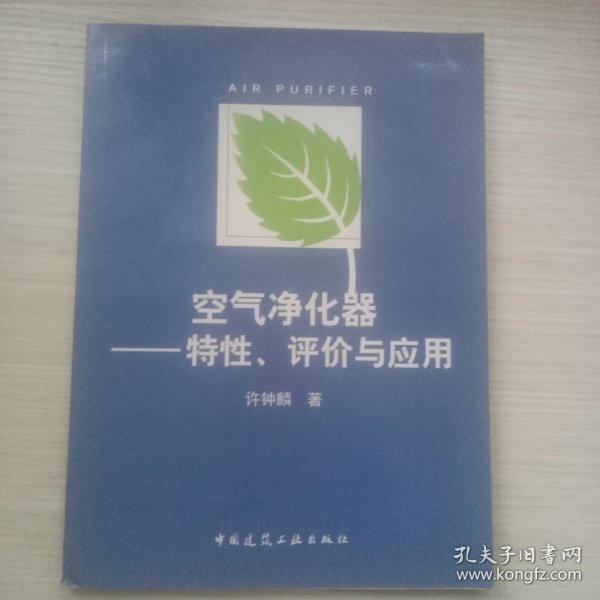 AIR PURIFIER
空气净化器
——特性、评价与应用
许钟麟 著
中国建筑工业出版社
孔夫子旧书网
www.kongfz.com